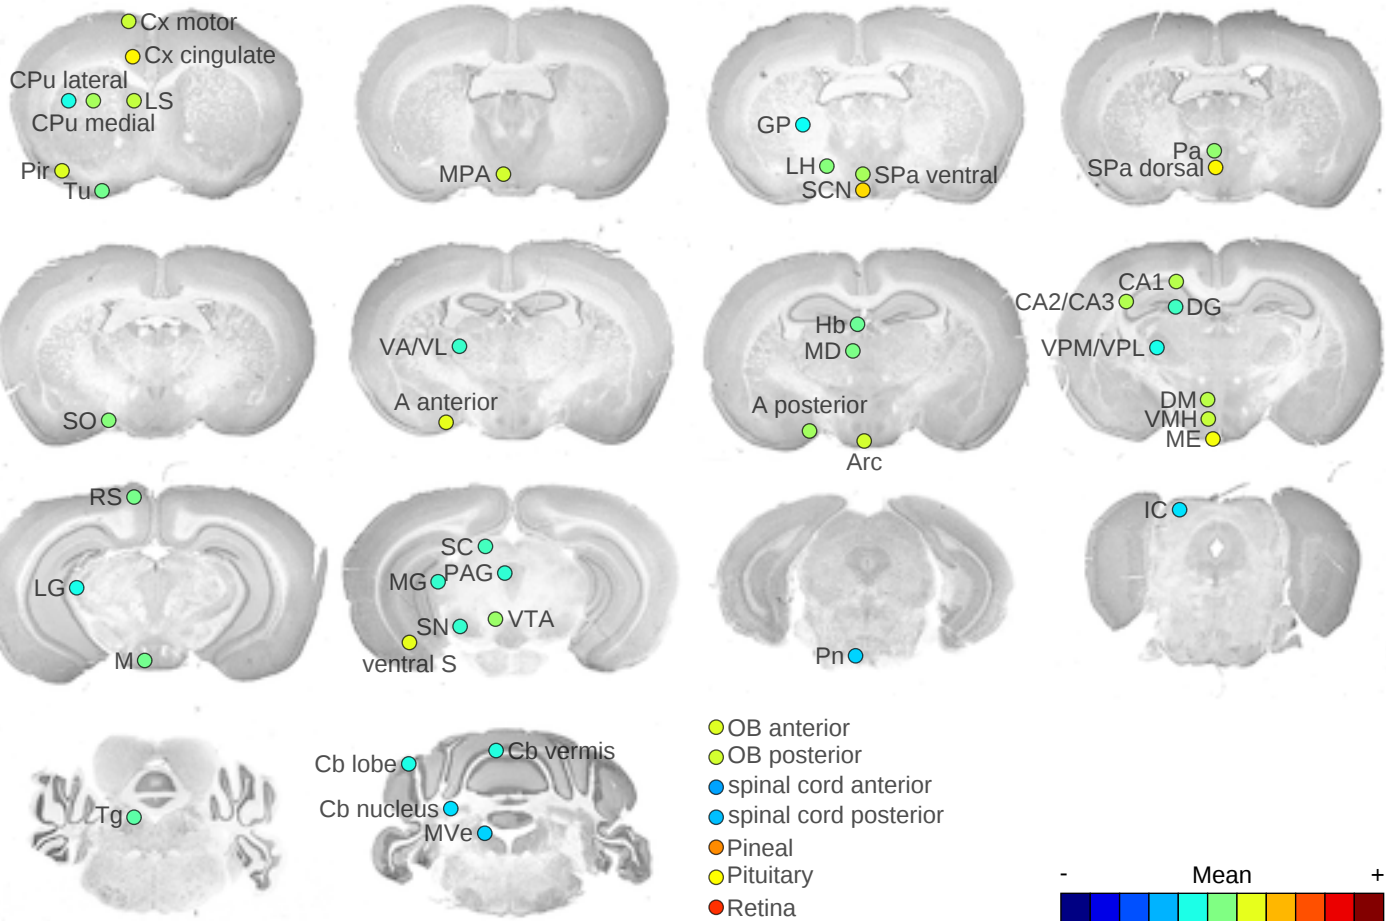 Cx motor
Cx cingulate
CPu lateral
LS
CPu medial
Pir
Tu
MPA
GP
LH
SPa ventral
SCN
Pa
SPa dorsal
SO
VA/VL
A anterior
Hb
MD
A posterior
Arc
CA1
CA2/CA3
DG
VPM/VPL
DM
VMH
ME
RS
LG
M
SC
MG
PAG
SN
VTA
ventral S
Pn
IC
Tg
Cb lobe
Cb vermis
Cb nucleus
MVe
OB anterior
OB posterior
spinal cord anterior
spinal cord posterior
Pineal
Pituitary
Retina
- Mean +